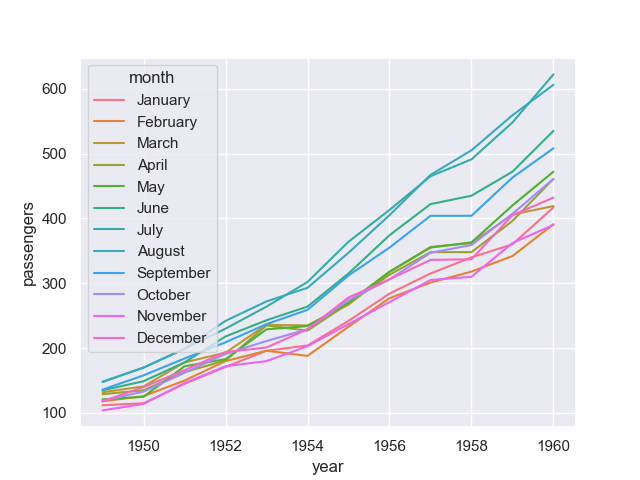 month
January
February
March
April
May
June
July
August
September
October
November
December
600
500
400
300
200
100
passengers
1950 1952 1954 1956 1958 1960
year